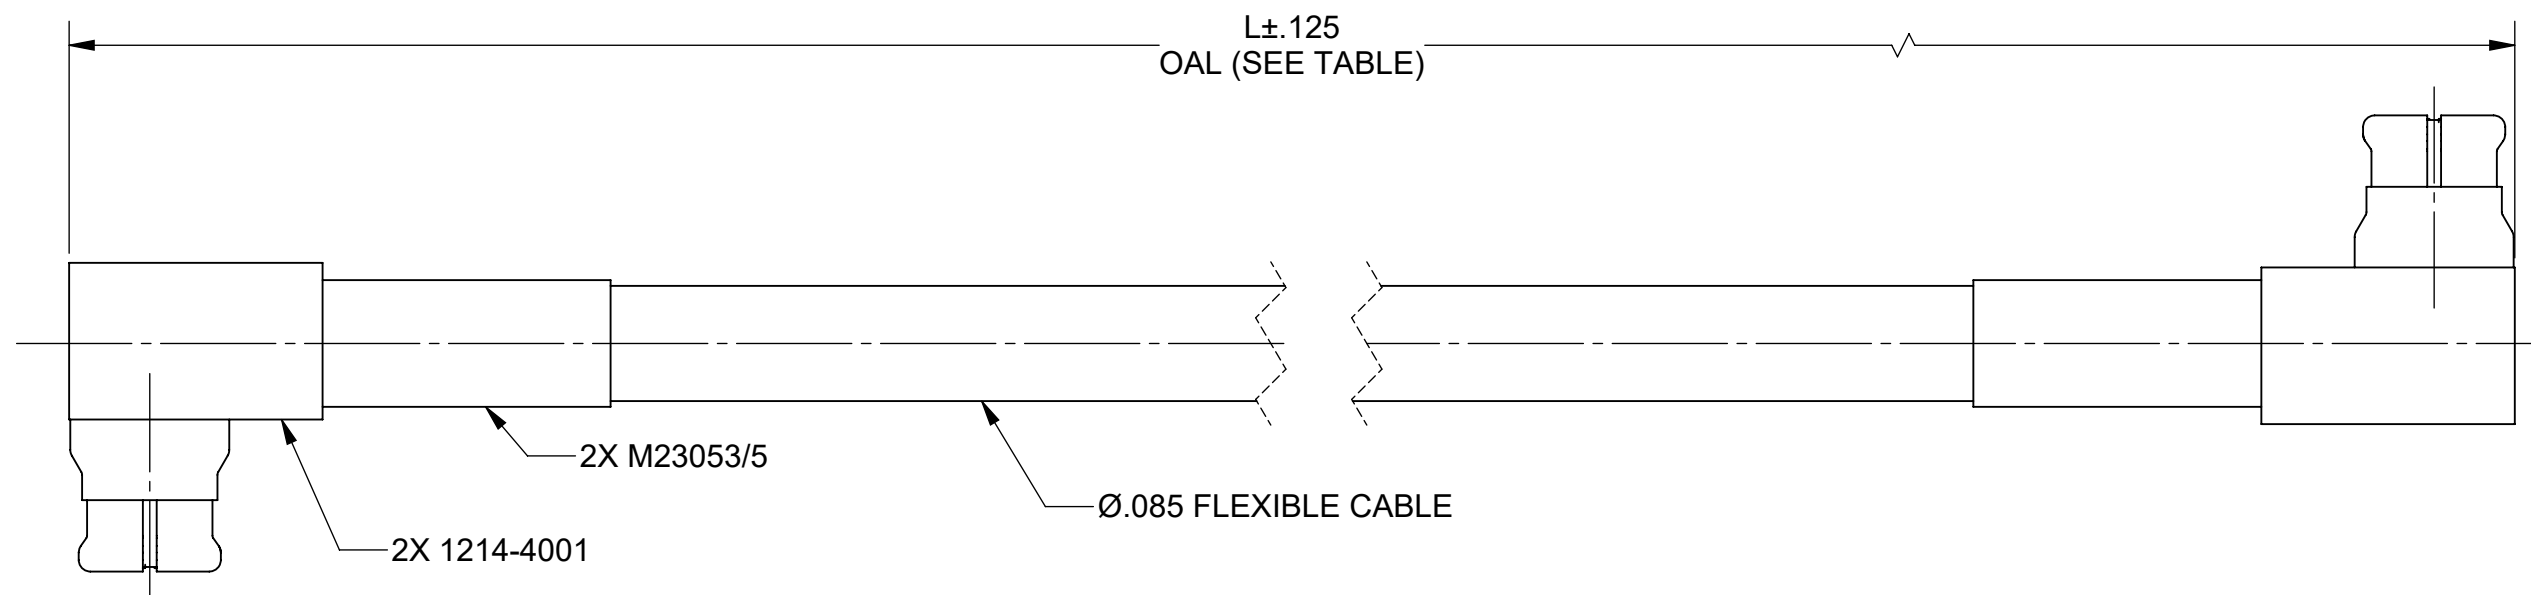 L±.125
OAL (SEE TABLE)
2X M23053/5
Ø.085 FLEXIBLE CABLE
2X 1214-4001